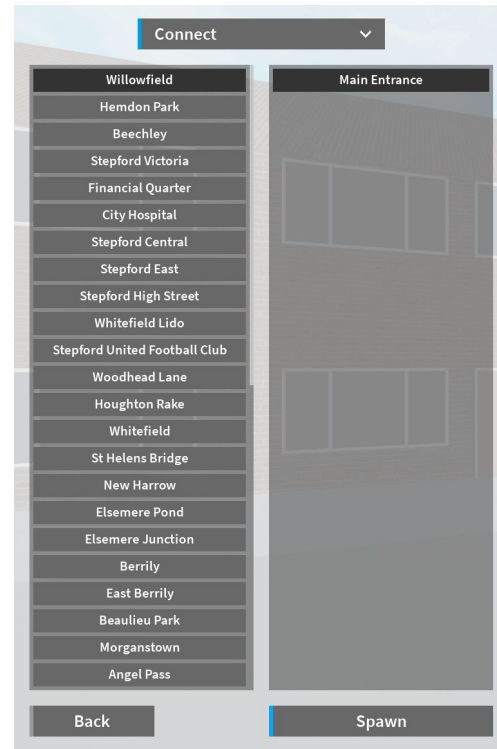 Connect
Willowfield
Hemdon Park
Beechley
Stepford Victoria
Financial Quarter
City Hospital
Stepford Central
Stepford East
Stepford High Street
Whitefield Lido
Stepford United Football Club
Woodhead Lane
Houghton Rake
Whitefield
St Helens Bridge
New Harrow
Elsemere Pond
Elsemere Junction
Berrily
East Berrily
Beaulieu Park
Morganstown
Angel Pass
Main Entrance
Back
Spawn